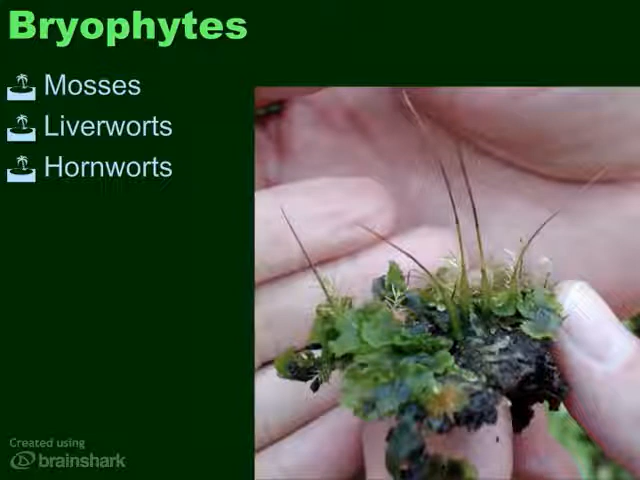 Bryophytes
Mosses
Liverworts
Hornworts
Created using
brainshark